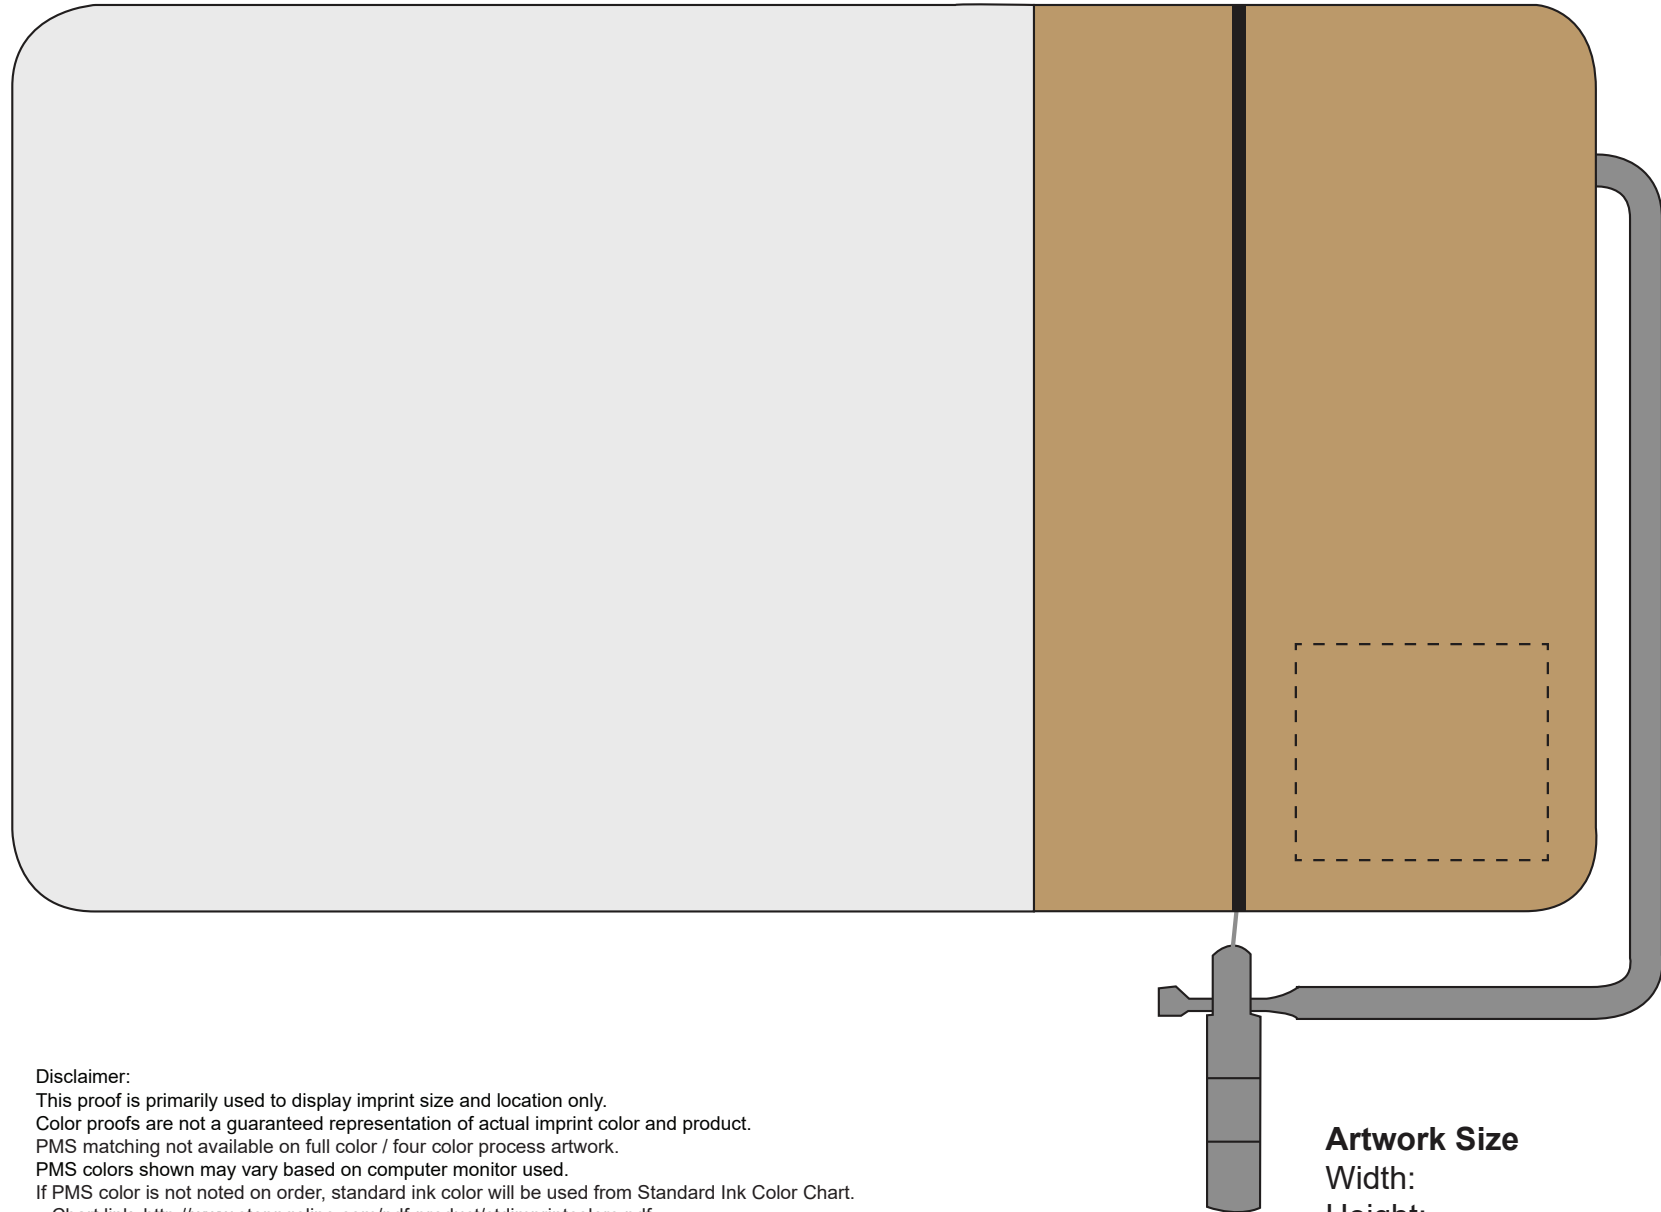 Disclaimer:
This proof is primarily used to display imprint size and location only.
Color proofs are not a guaranteed representation of actual imprint color and product.
PMS matching not available on full color / four color process artwork.
PMS colors shown may vary based on computer monitor used.
If PMS color is not noted on order, standard ink color will be used from Standard Ink Color Chart.
Chart link:
Artwork Size
Width:
Height: